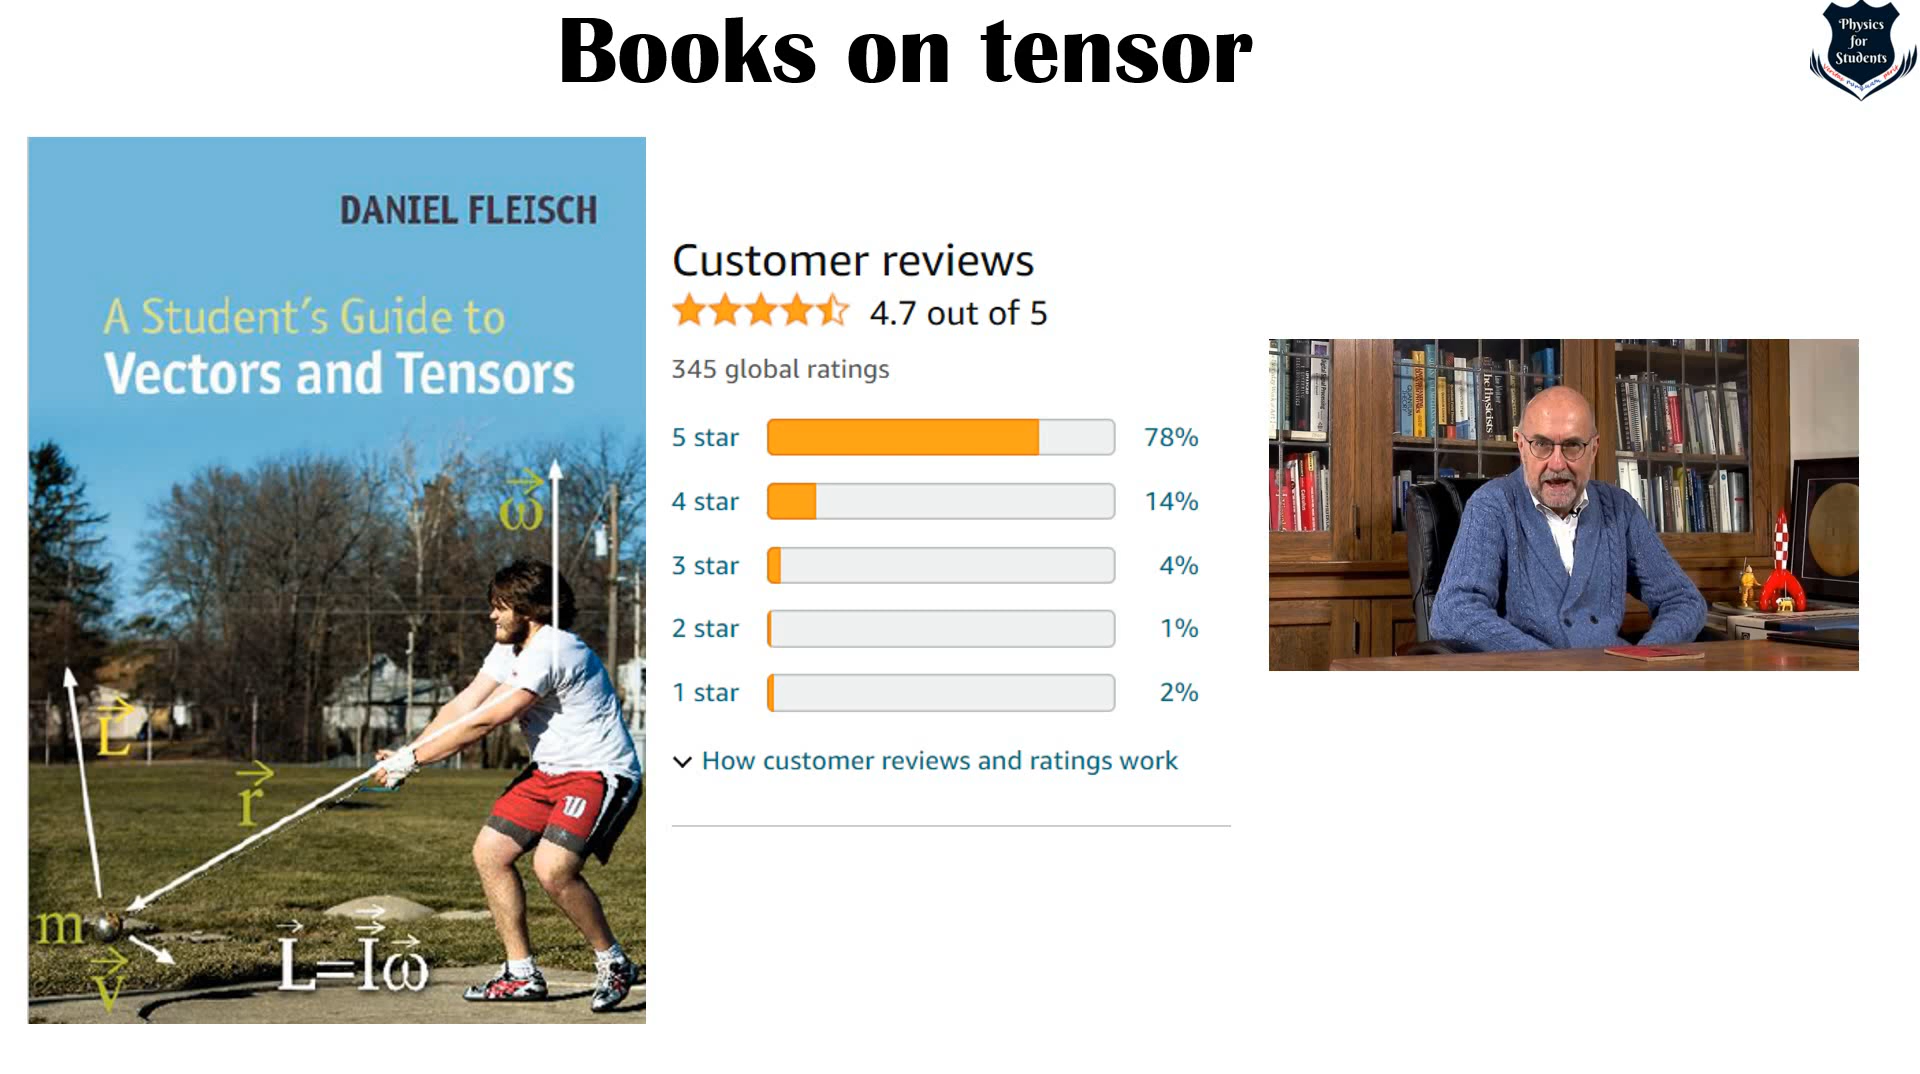 Books on tensor
Physics
for
Students
DANIEL FLEISCH
A Student's Guide to
Vectors and Tensors
ω
L
r
m
v
L=Iω
Customer reviews
4.7 out of 5
345 global ratings
5 star 78%
4 star 14%
3 star 4%
2 star 1%
1 star 2%
How customer reviews and ratings work